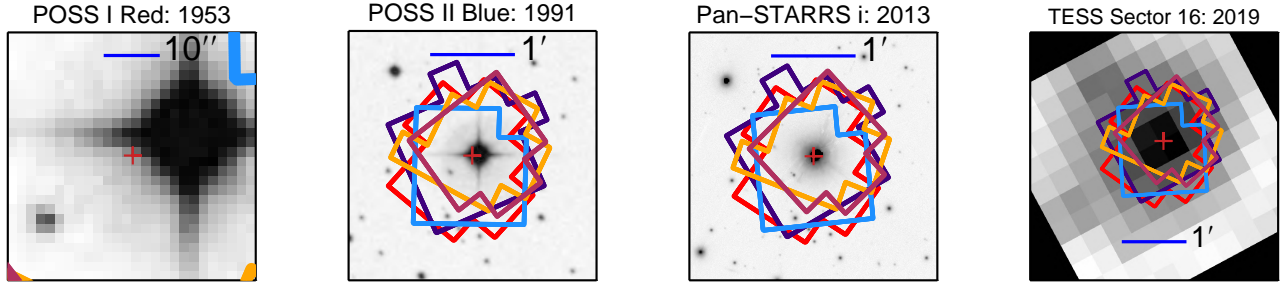 POSS I Red: 1953
10′′
POSS II Blue: 1991
1′
Pan−STARRS i: 2013
1′
TESS Sector 16: 2019
1′